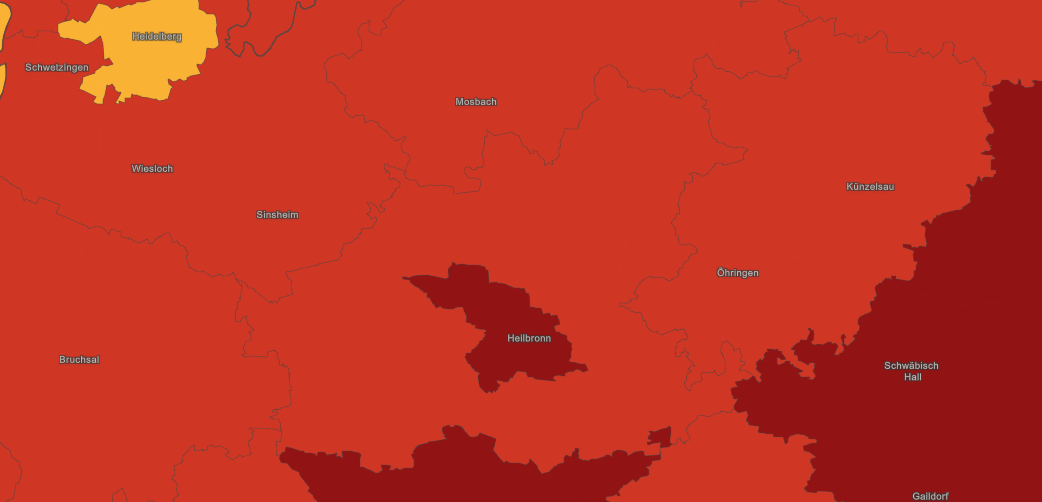 Heidelberg
Schwetzingen
Mosbach
Wiesloch
Künzelsau
Sinsheim
Öhringen
Heilbronn
Bruchsal
Schwäbisch
Hall
Gaildorf